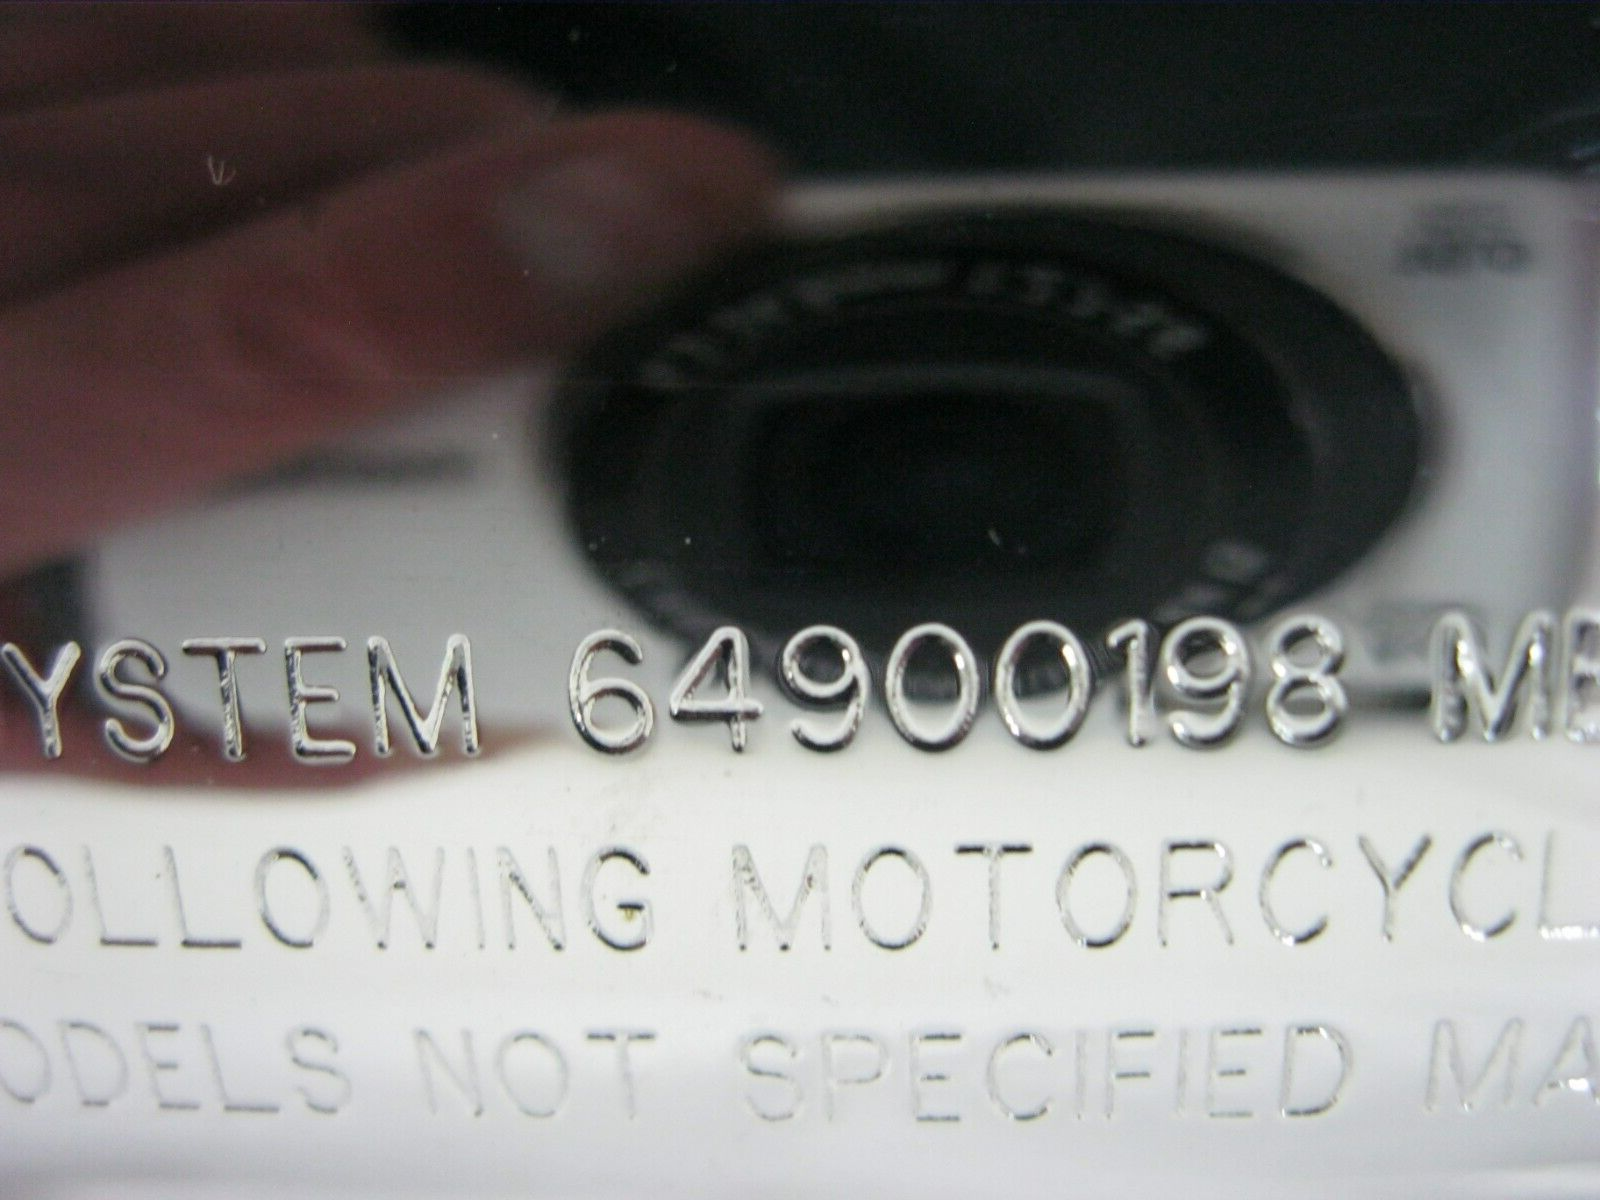 YSTEM 64900198 ME
OLLOWING MOTORCYCL
ODELS NOT SPECIFIED MA